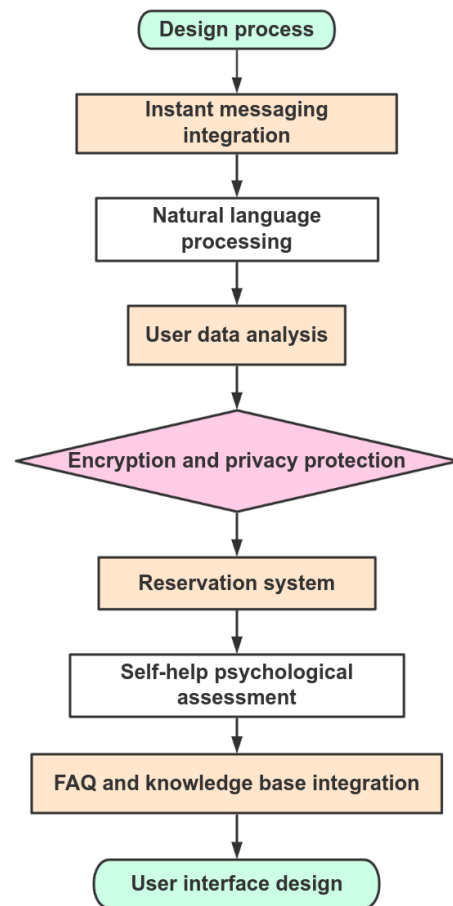 Design process
Instant messaging
integration
Natural language
processing
User data analysis
Encryption and privacy protection
Reservation system
Self-help psychological
assessment
FAQ and knowledge base integration
User interface design